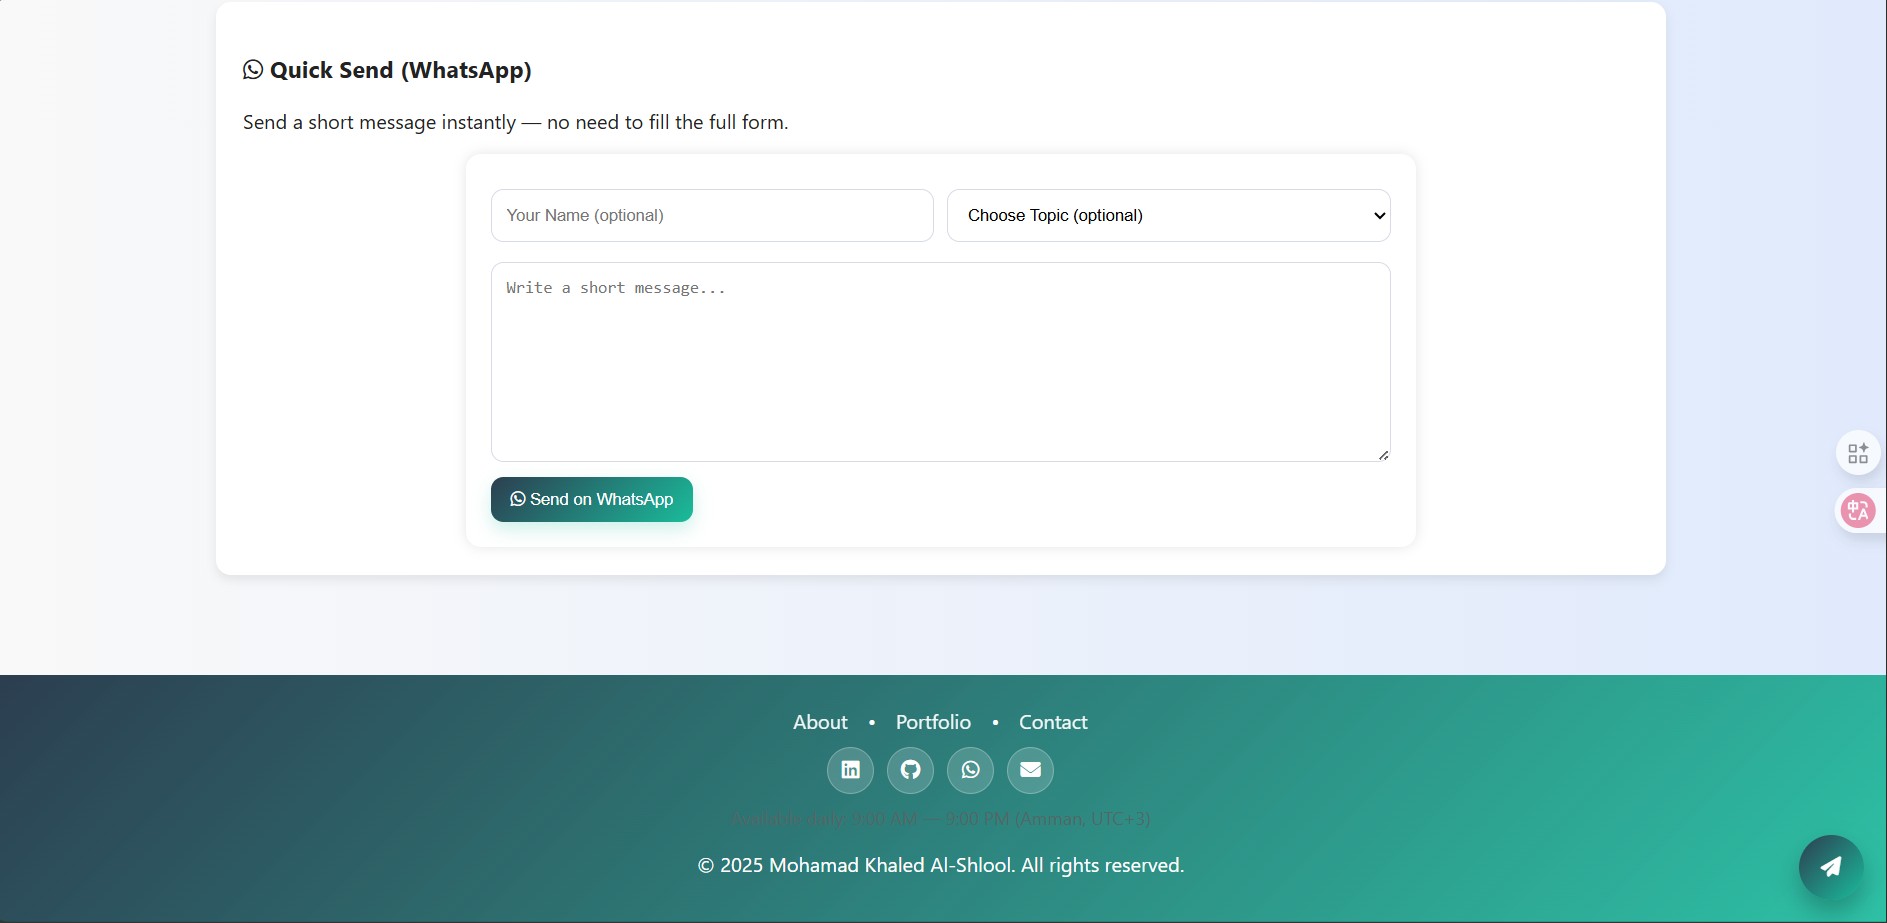 Quick Send (WhatsApp)
Send a short message instantly — no need to fill the full form.
Your Name (optional)
Choose Topic (optional)
Write a short message...
Send on WhatsApp
About • Portfolio • Contact
Available daily: 9:00 AM — 9:00 PM (Amman, UTC+3)
© 2025 Mohamad Khaled Al-Shlool. All rights reserved.